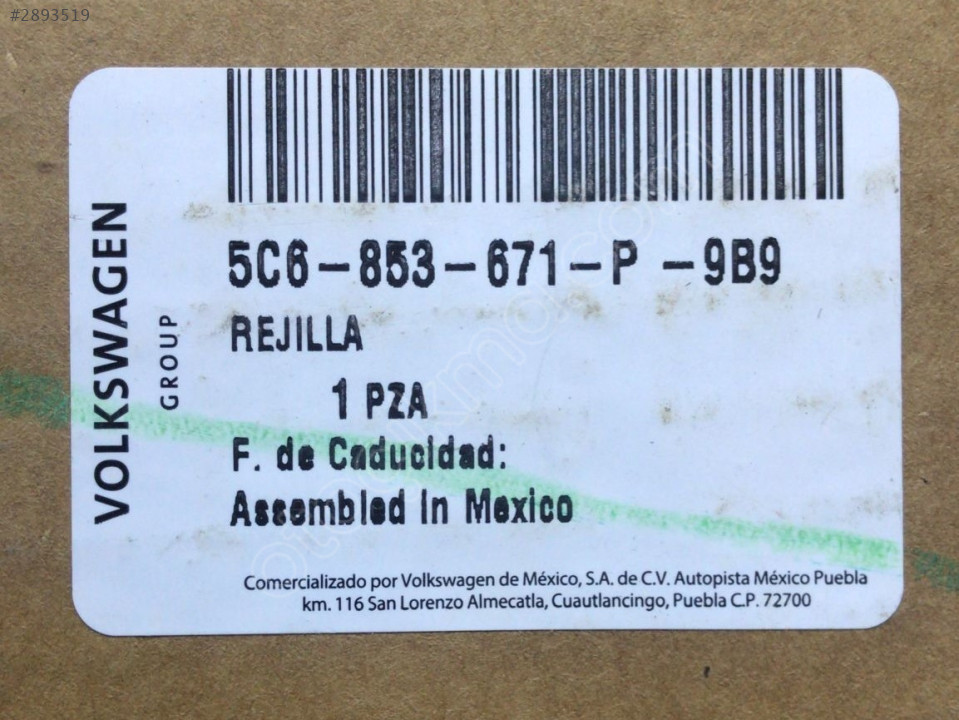 #2893519
VOLKSWAGEN
GROUP
5C6-853-671-P -9B9
REJILLA
1 PZA
F. de Caducidad:
Assembled in Mexico
Comercializado por Volkswagen de México, S.A. de C.V. Autopista México Puebla
km. 116 San Lorenzo Almecatla, Cuautlancingo, Puebla C.P. 72700